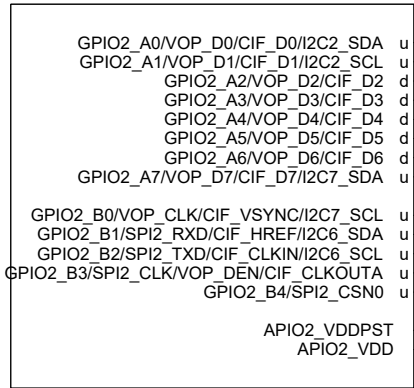 GPIO2_A0/VOP_D0/CIF_D0/I2C2_SDA u
GPIO2_A1/VOP_D1/CIF_D1/I2C2_SCL u
GPIO2_A2/VOP_D2/CIF_D2 d
GPIO2_A3/VOP_D3/CIF_D3 d
GPIO2_A4/VOP_D4/CIF_D4 d
GPIO2_A5/VOP_D5/CIF_D5 d
GPIO2_A6/VOP_D6/CIF_D6 d
GPIO2_A7/VOP_D7/CIF_D7/I2C7_SDA u
GPIO2_B0/VOP_CLK/CIF_VSYNC/I2C7_SCL u
GPIO2_B1/SPI2_RXD/CIF_HREF/I2C6_SDA u
GPIO2_B2/SPI2_TXD/CIF_CLKIN/I2C6_SCL u
GPIO2_B3/SPI2_CLK/VOP_DEN/CIF_CLKOUTA u
GPIO2_B4/SPI2_CSN0 u
APIO2_VDDPST
APIO2_VDD